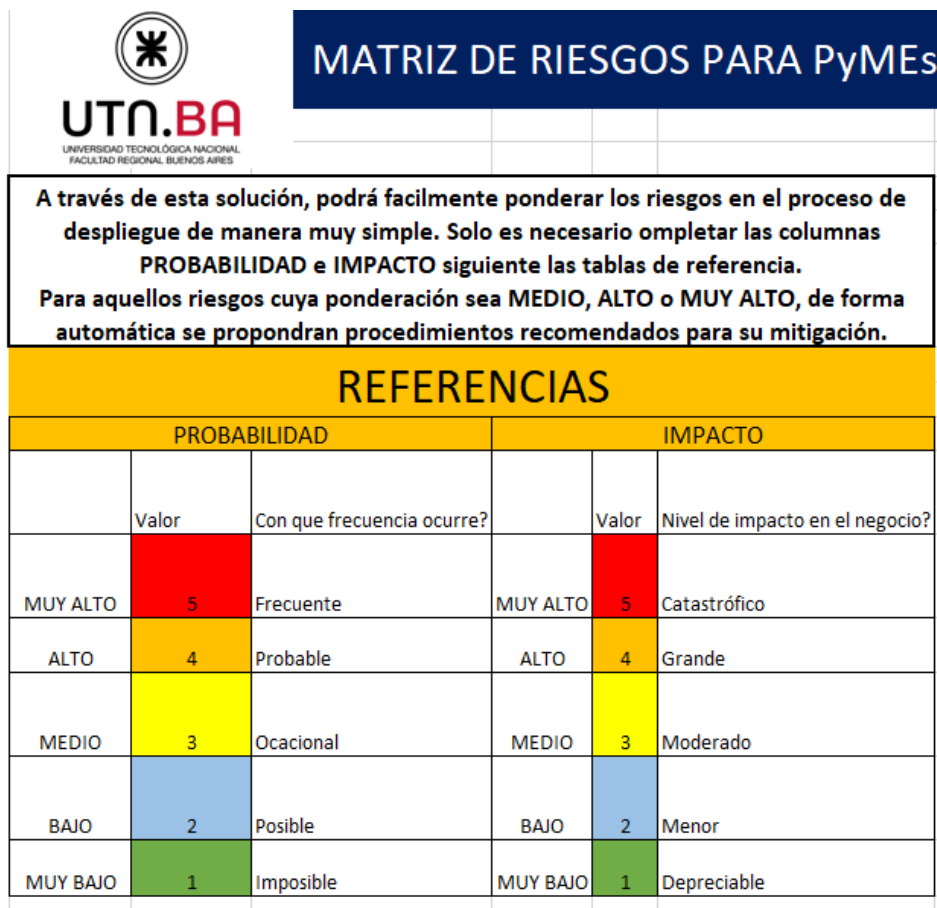 UTN.BA
UNIVERSIDAD TECNOLÓGICA NACIONAL
FACULTAD REGIONAL BUENOS AIRES
MATRIZ DE RIESGOS PARA PyMEs
A través de esta solución, podrá facilmente ponderar los riesgos en el proceso de
despliegue de manera muy simple. Solo es necesario ompletar las columnas
PROBABILIDAD e IMPACTO siguiente las tablas de referencia.
Para aquellos riesgos cuya ponderación sea MEDIO, ALTO o MUY ALTO, de forma
automática se propondran procedimientos recomendados para su mitigación.
REFERENCIAS
PROBABILIDAD IMPACTO
Valor Con que frecuencia ocurre? Valor Nivel de impacto en el negocio?
MUY ALTO 5 Frecuente MUY ALTO 5 Catastrófico
ALTO 4 Probable ALTO 4 Grande
MEDIO 3 Ocacional MEDIO 3 Moderado
BAJO 2 Posible BAJO 2 Menor
MUY BAJO 1 Imposible MUY BAJO 1 Depreciable